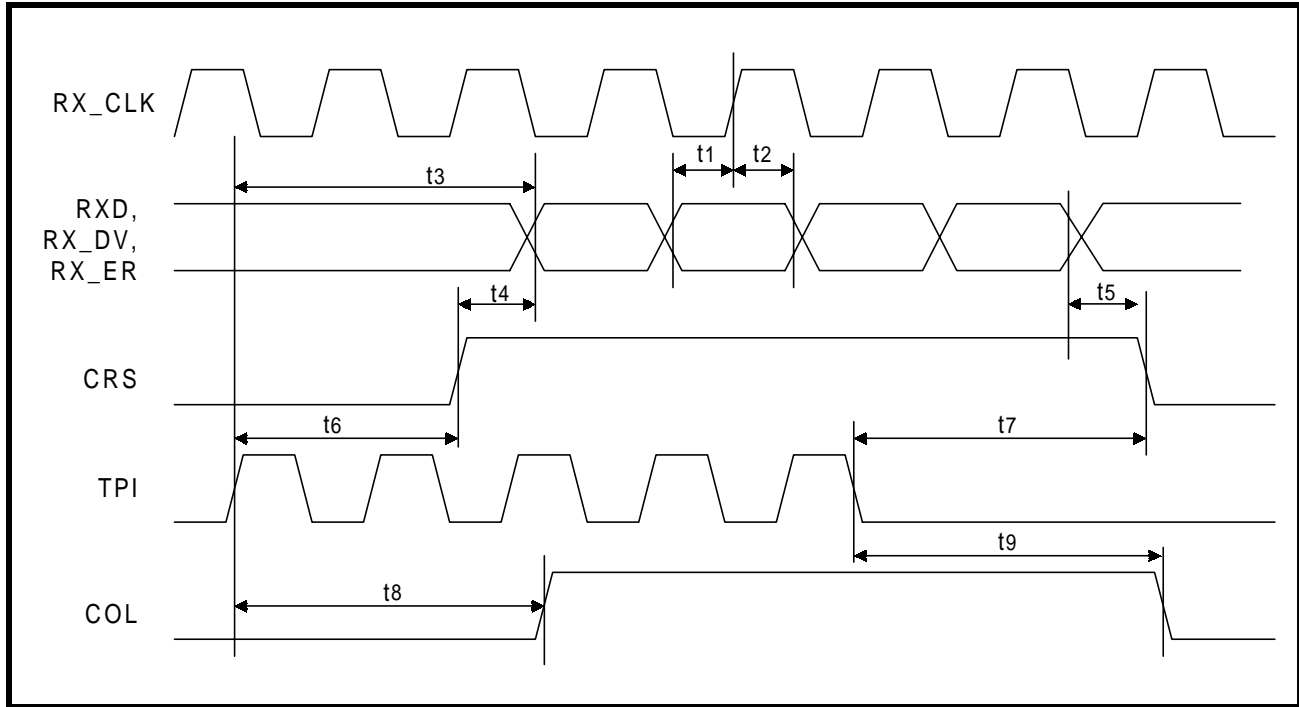 RX_CLK
t1
t2
t3
RXD,
RX_DV,
RX_ER
t4
t5
CRS
t6
t7
TPI
t9
t8
COL